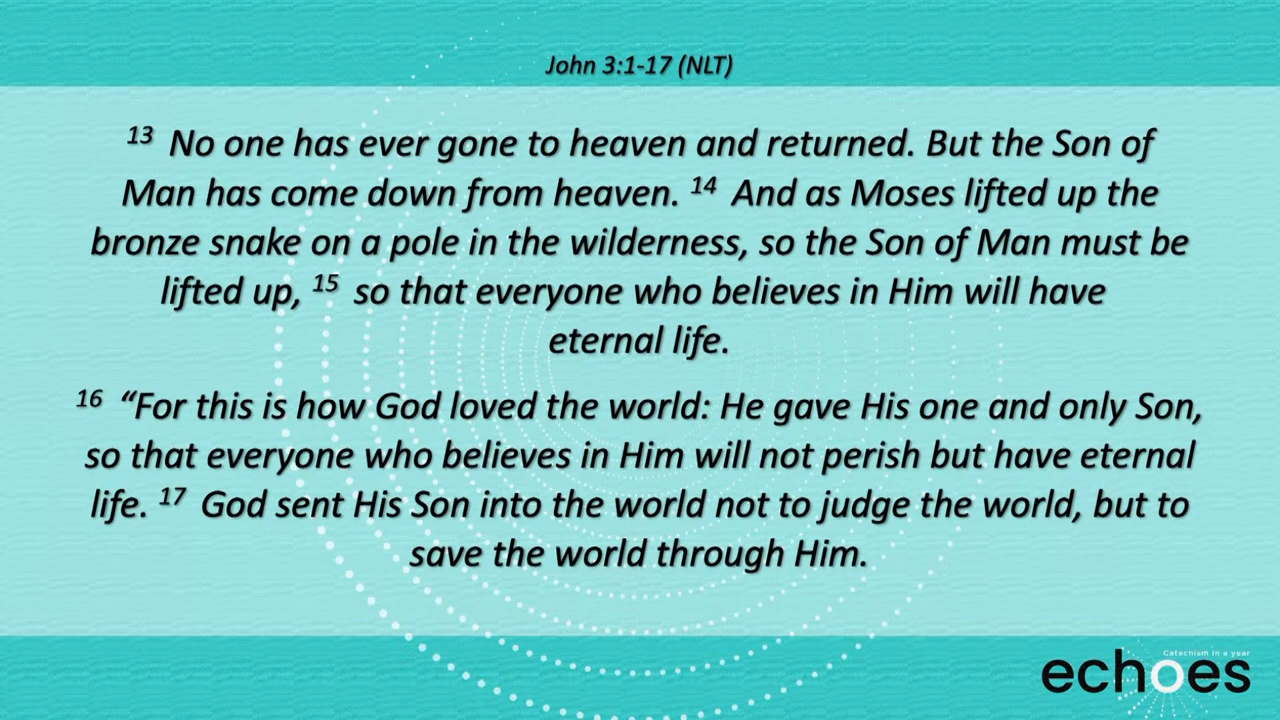 John 3:1-17 (NLT)
13 No one has ever gone to heaven and returned. But the Son of
Man has come down from heaven. 14 And as Moses lifted up the
bronze snake on a pole in the wilderness, so the Son of Man must be
lifted up, 15 so that everyone who believes in Him will have
eternal life.
16 “For this is how God loved the world: He gave His one and only Son,
so that everyone who believes in Him will not perish but have eternal
life. 17 God sent His Son into the world not to judge the world, but to
save the world through Him.
Catechism in a year
echoes